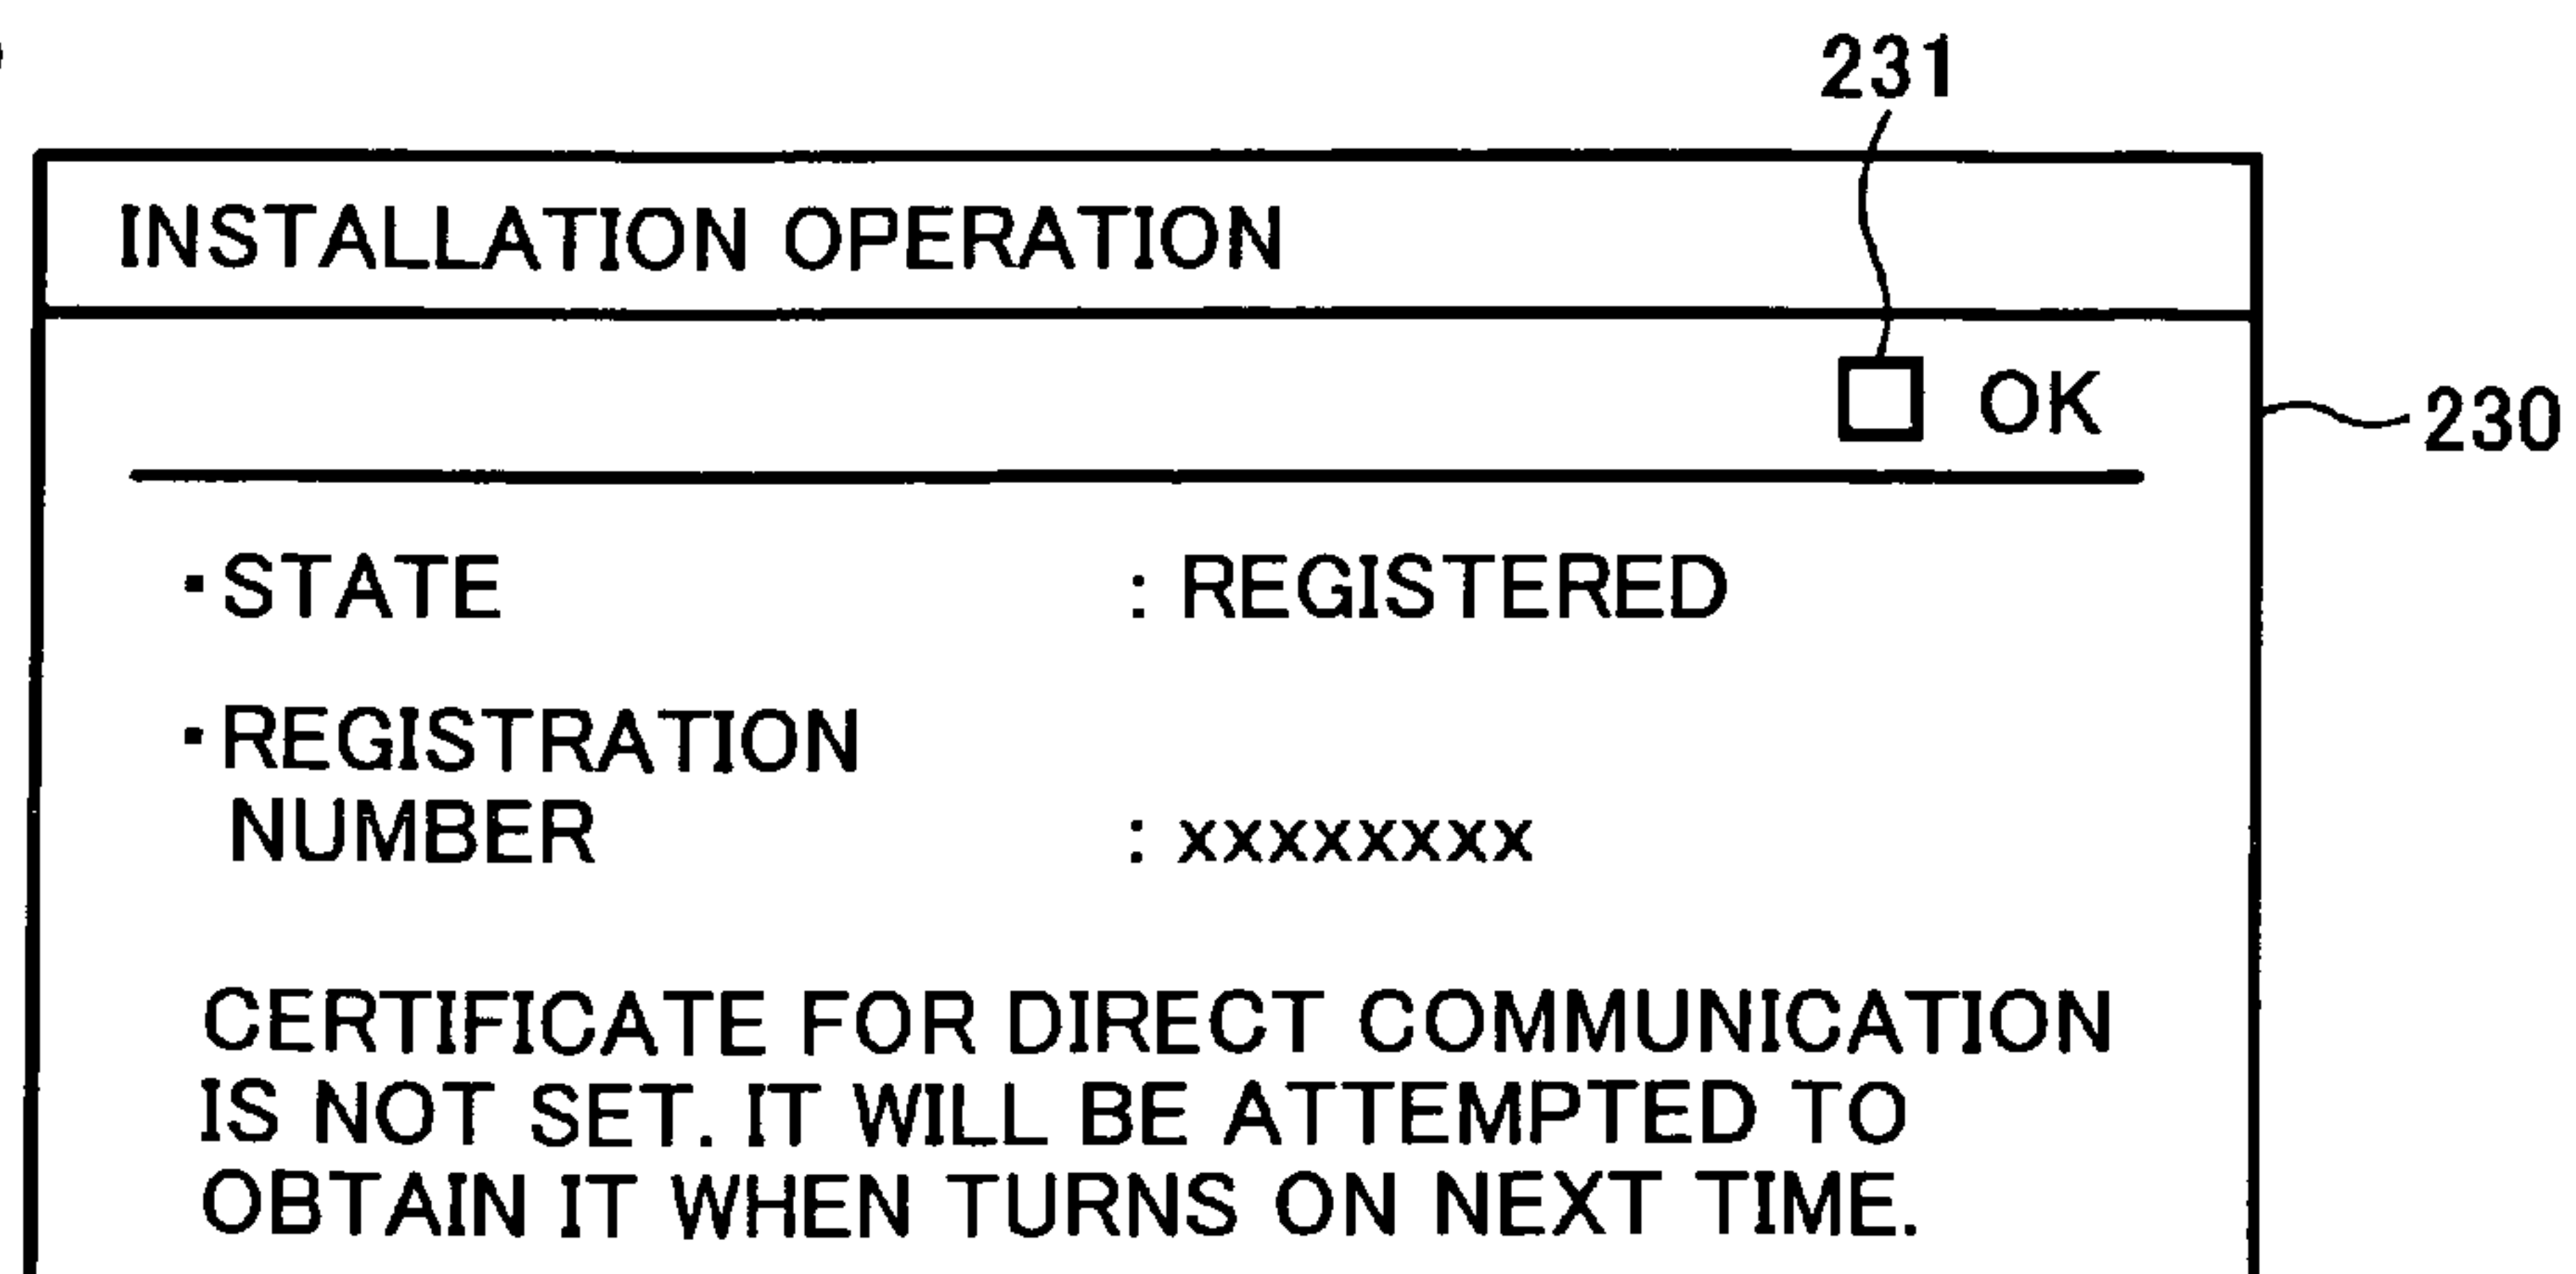 231
INSTALLATION OPERATION
OK
230
・STATE : REGISTERED
・REGISTRATION
NUMBER : xxxxxxxx
CERTIFICATE FOR DIRECT COMMUNICATION
IS NOT SET. IT WILL BE ATTEMPTED TO
OBTAIN IT WHEN TURNS ON NEXT TIME.